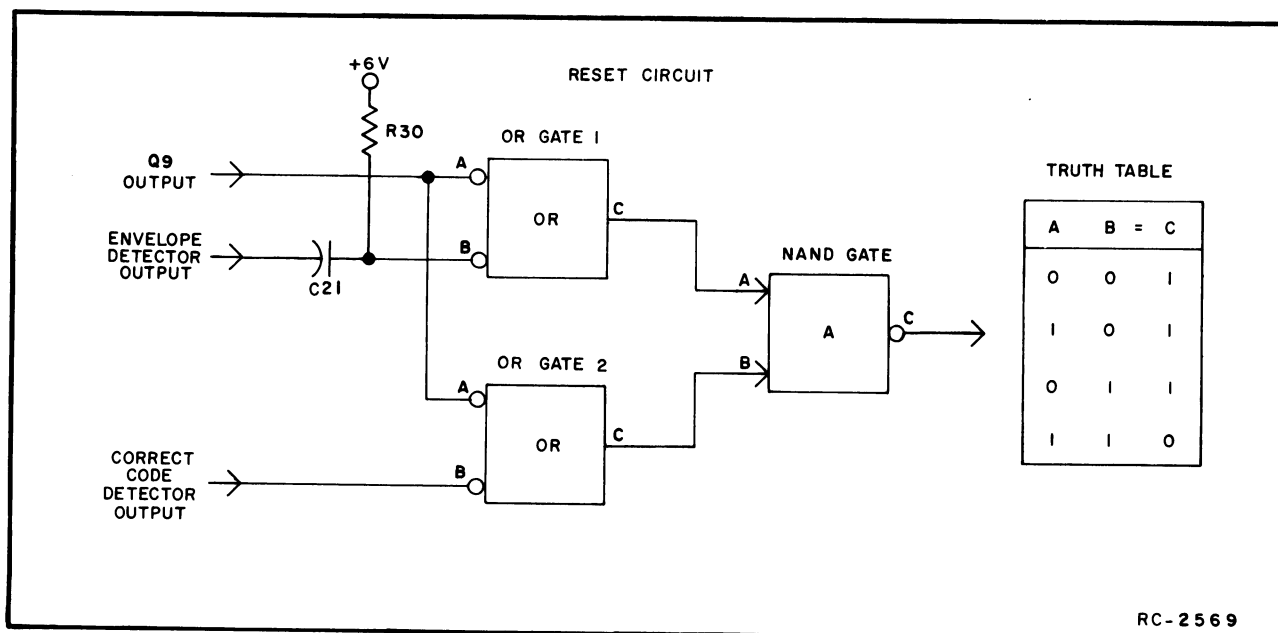 RESET CIRCUIT
+6V
R30
Q9
OUTPUT
ENVELOPE
DETECTOR
OUTPUT
C21
OR GATE 1
A
B
OR
C
OR GATE 2
A
B
OR
C
CORRECT
CODE
DETECTOR
OUTPUT
NAND GATE
A
B
A
C
TRUTH TABLE
A B = C
0 0 1
1 0 1
0 1 1
1 1 0
RC-2569